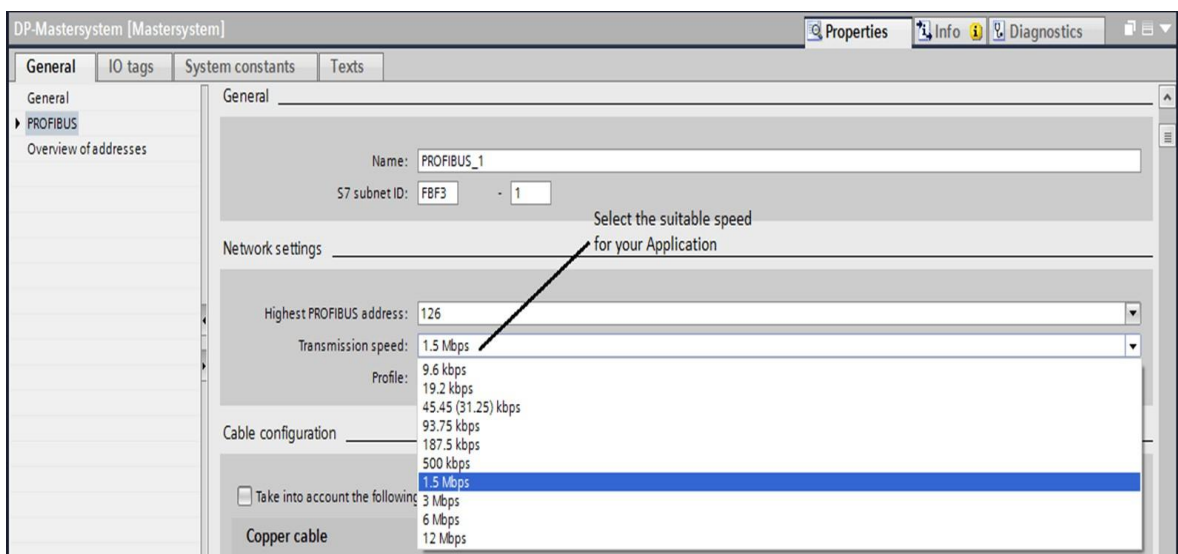 DP-Mastersystem [Mastersystem]
Properties Info Diagnostics
General IO tags System constants Texts
General
PROFIBUS
Overview of addresses
General
Name: PROFIBUS_1
S7 subnet ID: FBF3 - 1
Select the suitable speed
for your Application
Network settings
Highest PROFIBUS address: 126
Transmission speed: 1.5 Mbps
Profile:
9.6 kbps
19.2 kbps
45.45 (31.25) kbps
93.75 kbps
187.5 kbps
500 kbps
1.5 Mbps
3 Mbps
6 Mbps
12 Mbps
Cable configuration
Take into account the following
Copper cable